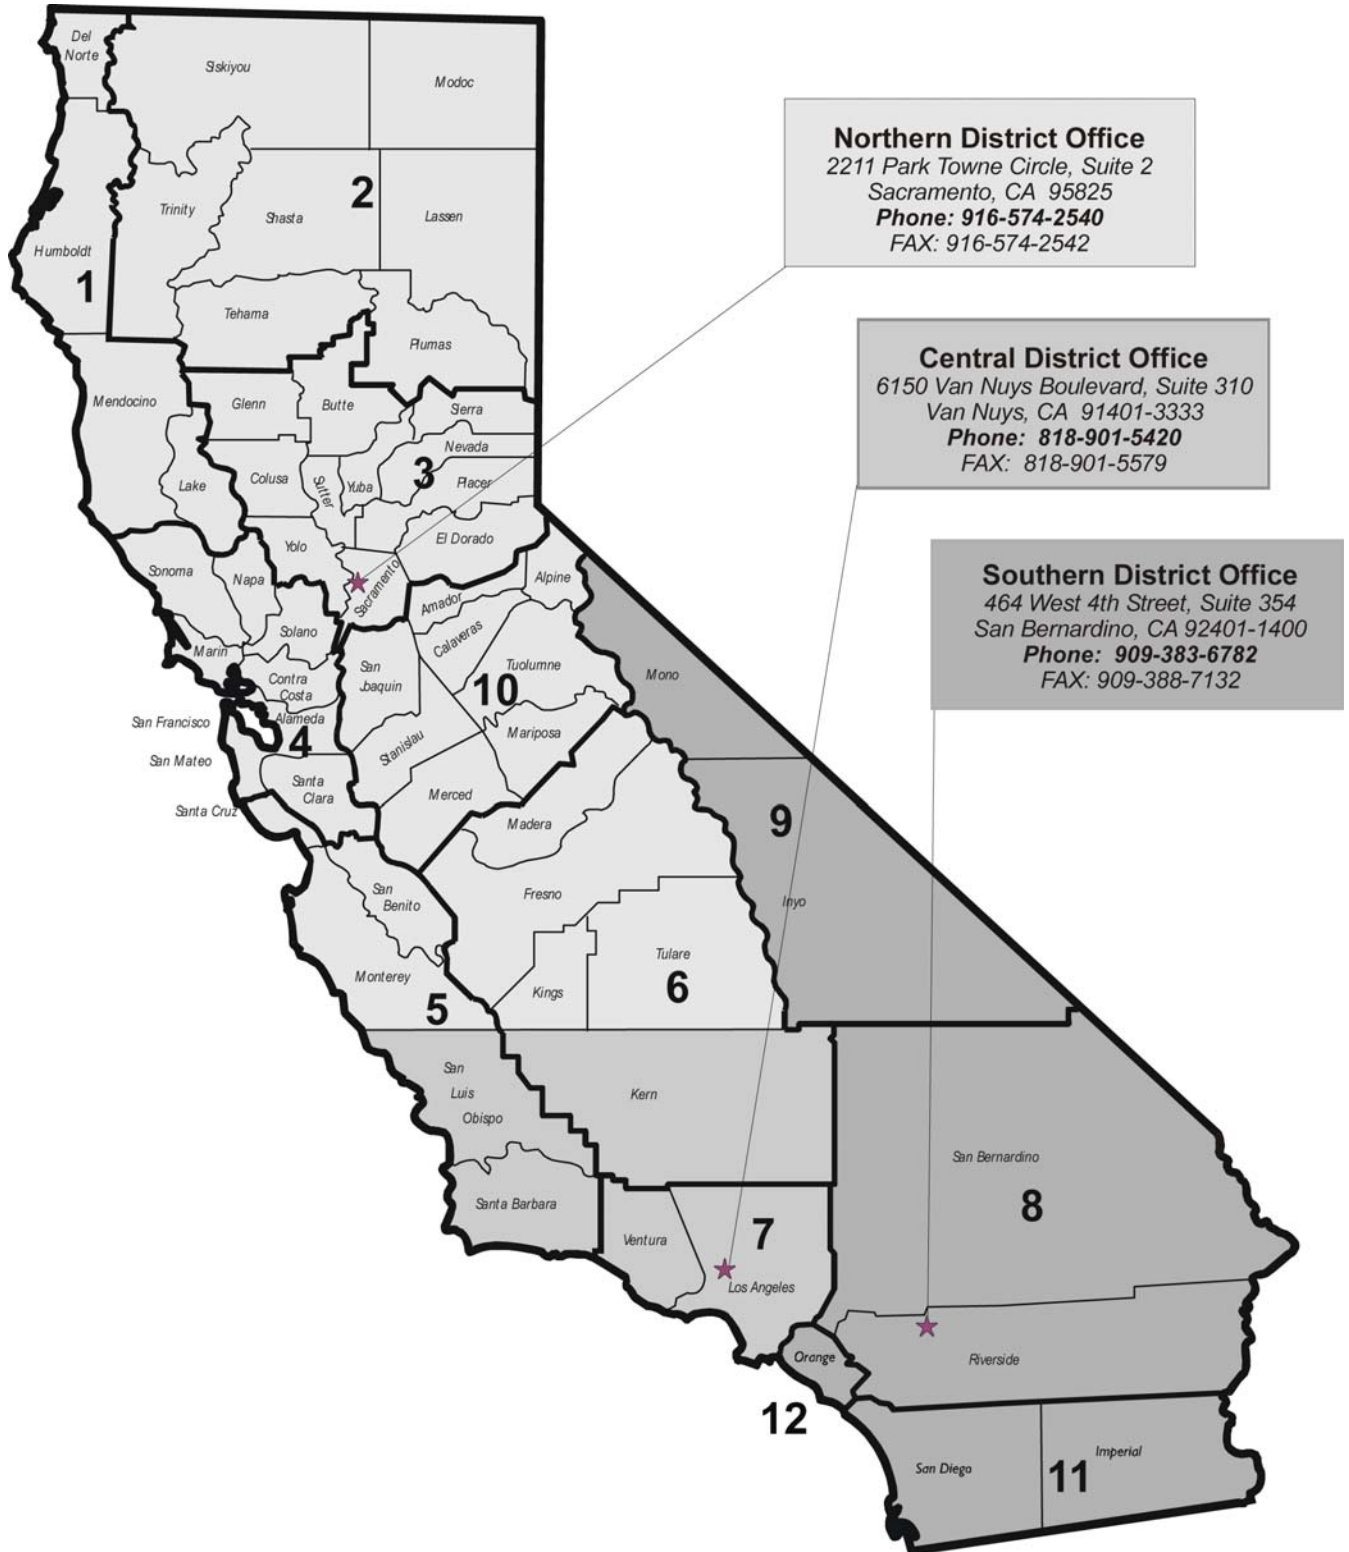 Del
Norte
Siskiyou
Modoc
Northern District Office
2211 Park Towne Circle, Suite 2
Sacramento, CA 95825
Phone: 916-574-2540
FAX: 916-574-2542
2
Trinity
Shasta
Lassen
Humboldt
1
Tehama
Plumas
Central District Office
6150 Van Nuys Boulevard, Suite 310
Van Nuys, CA 91401-3333
Phone: 818-901-5420
FAX: 818-901-5579
Mendocino
Glenn
Butte
Sierra
Nevada
3
Lake
Colusa
Sutter
Yuba
Placer
Yolo
El Dorado
Southern District Office
464 West 4th Street, Suite 354
San Bernardino, CA 92401-1400
Phone: 909-383-6782
FAX: 909-388-7132
Sonoma
Napa
Sacramento
Amador
Alpine
Solano
Calaveras
Marin
San
Joaquin
Tuolumne
Mono
Contra
Costa
10
San Francisco
Alameda
4
Stanislau
Mariposa
San Mateo
Santa
Clara
Merced
Santa Cruz
Madera
9
San
Benito
Fresno
Inyo
Monterey
Tulare
Kings
6
5
San
Luis
Obispo
Kern
San Bernardino
8
Santa Barbara
Ventura
7
Los Angeles
Orange
Riverside
12
San Diego
11
Imperial